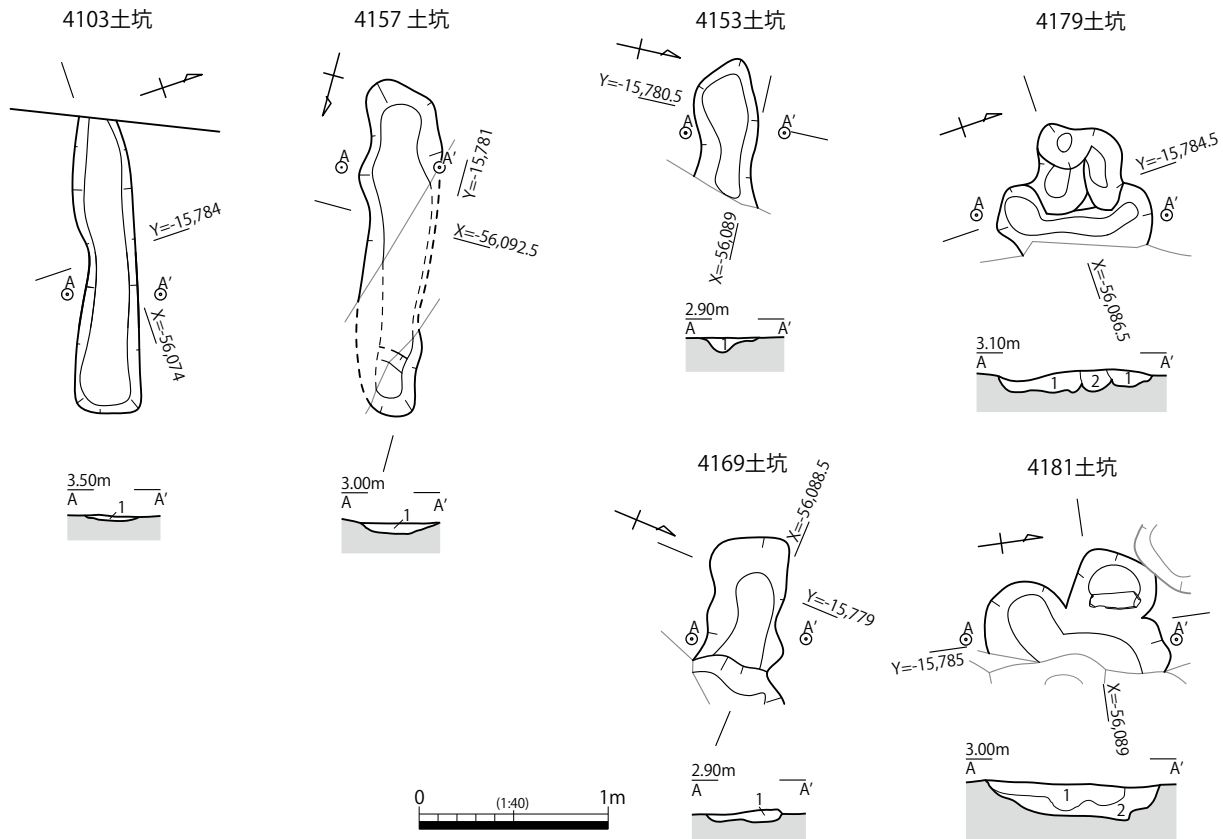 4103土坑
Y=-15,784
A
A'
X=-56,074
3.50m
A
A'
1
4157 土坑
A
A'
Y=-15,781
X=-56,092.5
3.00m
A
A'
1
4153土坑
Y=-15,780.5
A
A'
X=-56,089
2.90m
A
A'
1
4179土坑
Y=-15,784.5
A
A'
X=-56,086.5
3.10m
A
A'
1
2
1
4169土坑
X=-56,088.5
Y=-15,779
A
A'
2.90m
A
A'
1
4181土坑
A
A'
Y=-15,785
X=-56,089
3.00m
A
A'
1
2
0
(1:40)
1m